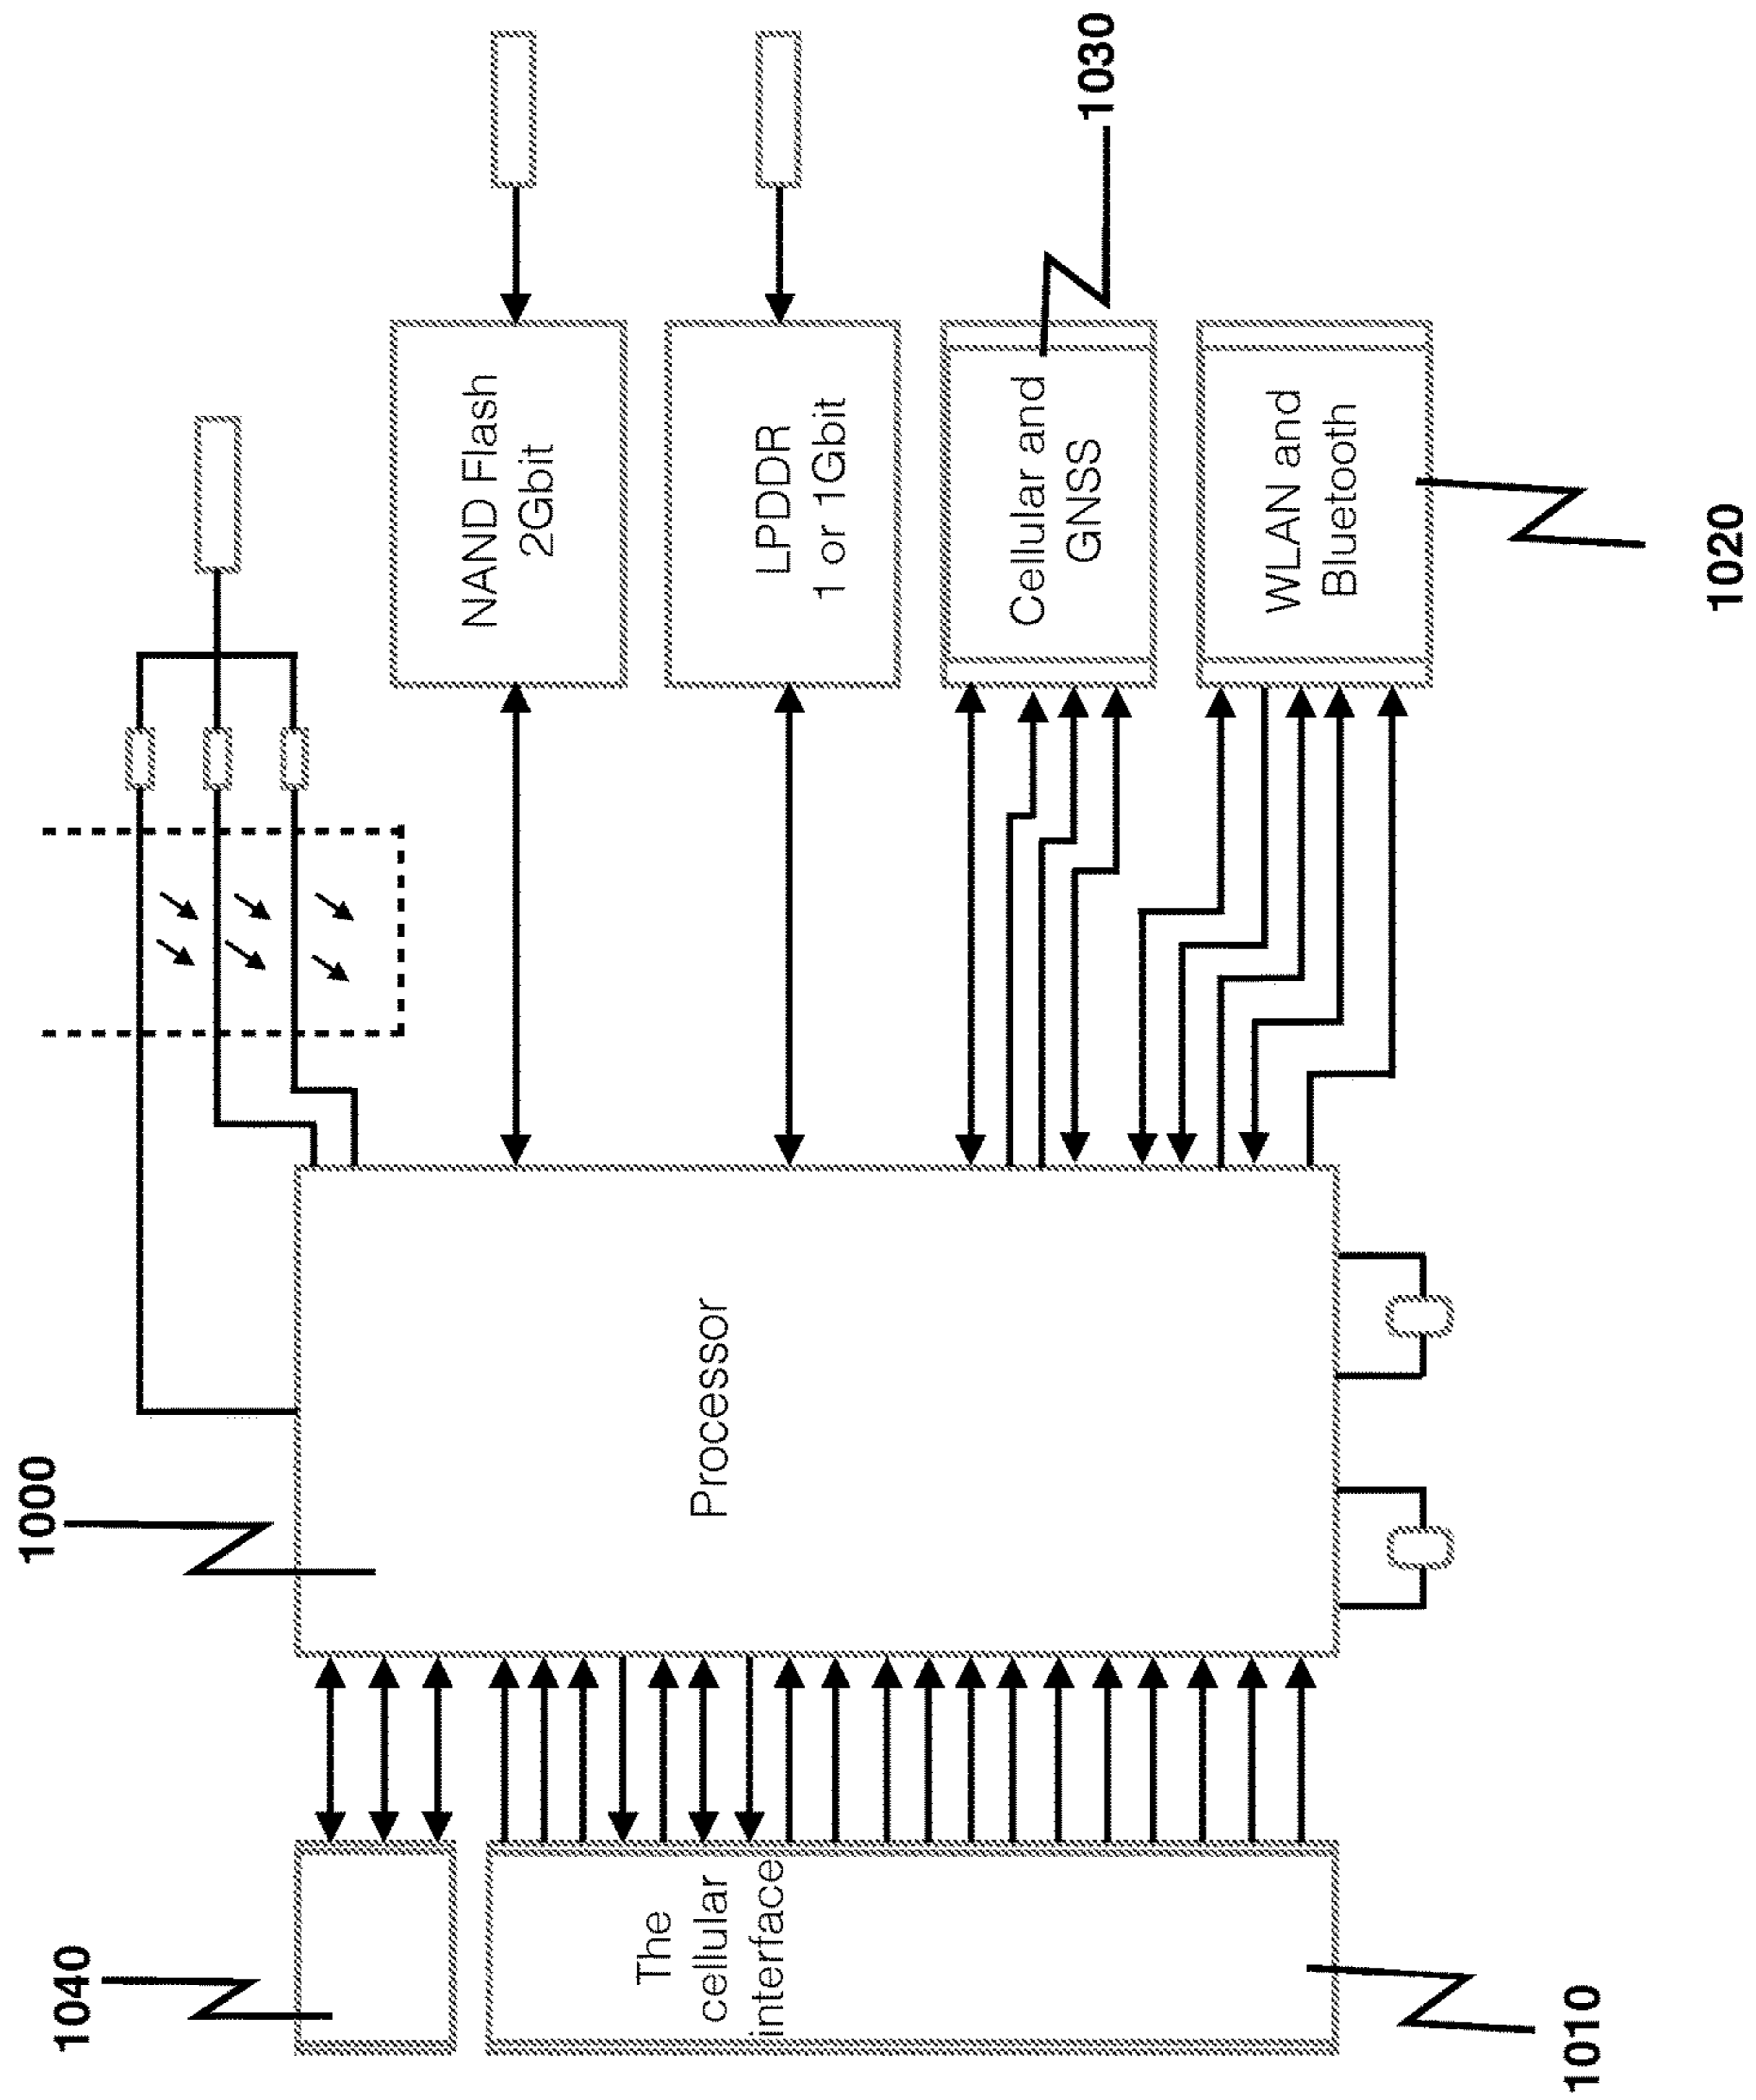 1000
1040
Processor
The
cellular
interface
1010
NAND Flash
2Gbit
LPDDR
1 or 1Gbit
Cellular and
GNSS
1030
WLAN and
Bluetooth
1020